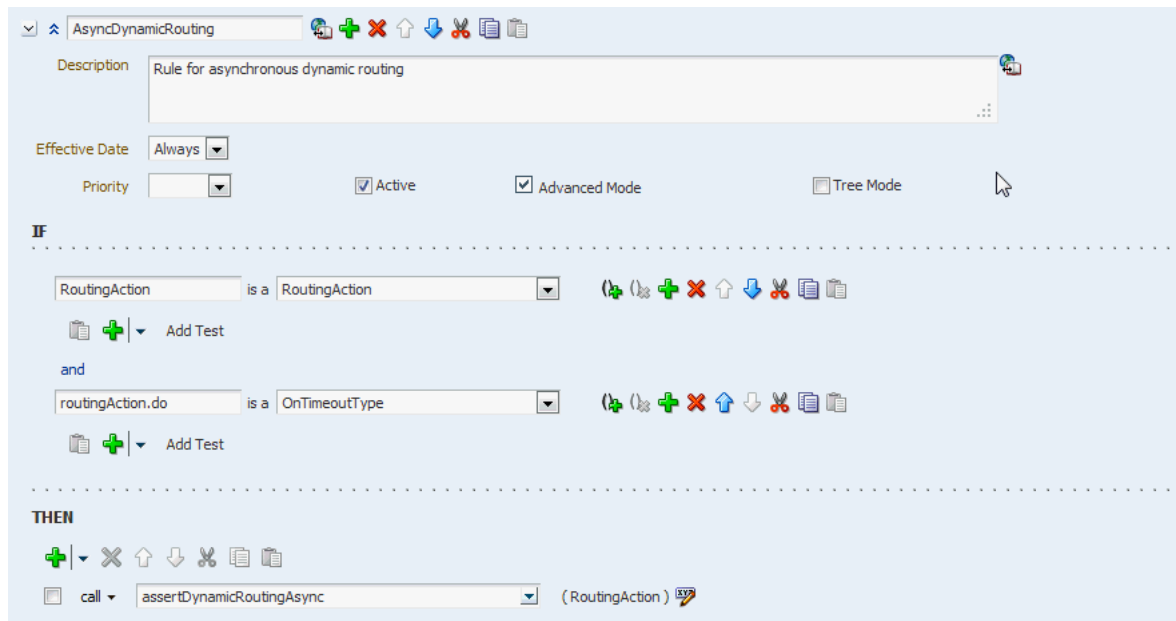 AsyncDynamicRouting
Description Rule for asynchronous dynamic routing
Effective Date Always
Priority Active Advanced Mode Tree Mode
IF
RoutingAction is a RoutingAction
Add Test
and
routingAction.do is a OnTimeoutType
Add Test
THEN
call assertDynamicRoutingAsync ( RoutingAction )